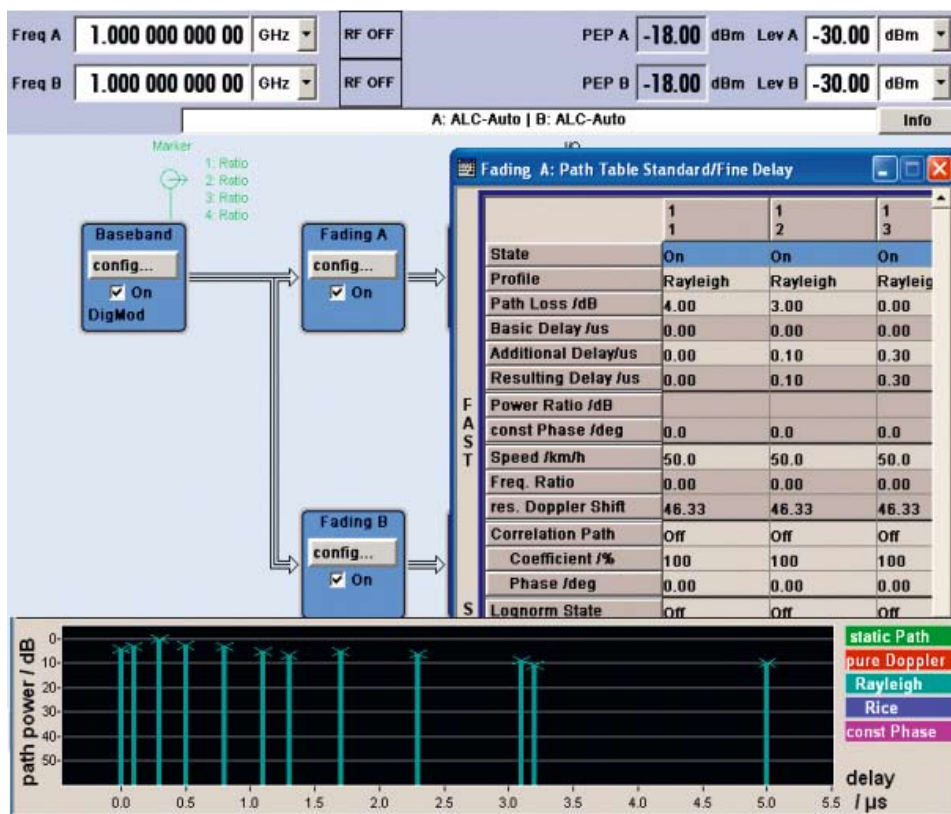 Freq A 1.000 000 000 00 GHz RF OFF PEP A -18.00 dBm Lev A -30.00 dBm
Freq B 1.000 000 000 00 GHz RF OFF PEP B -18.00 dBm Lev B -30.00 dBm
A: ALC-Auto | B: ALC-Auto Info
Marker
1: Ratio
2: Ratio
3: Ratio
4: Ratio
Baseband
config...
On
DigMod
Fading A
config...
On
Fading B
config...
On
Fading A: Path Table Standard/Fine Delay
1 1 1
1 2 3
State On On On
Profile Rayleigh Rayleigh Rayleig
Path Loss /dB 4.00 3.00 0.00
Basic Delay /us 0.00 0.00 0.00
Additional Delay/us 0.00 0.10 0.30
Resulting Delay /us 0.00 0.10 0.30
Power Ratio /dB
const Phase /deg 0.0 0.0 0.0
Speed /km/h 50.0 50.0 50.0
Freq. Ratio 0.00 0.00 0.00
res. Doppler Shift 46.33 46.33 46.33
Correlation Path Off Off Off
Coefficient /% 100 100 100
Phase /deg 0.00 0.00 0.00
Lognorm State Off Off Off
FAST
S
path power / dB
0-
10-
20-
30-
40-
50-
0.0 0.5 1.0 1.5 2.0 2.5 3.0 3.5 4.0 4.5 5.0 5.5
static Path
pure Doppler
Rayleigh
Rice
const Phase
delay
/ µs